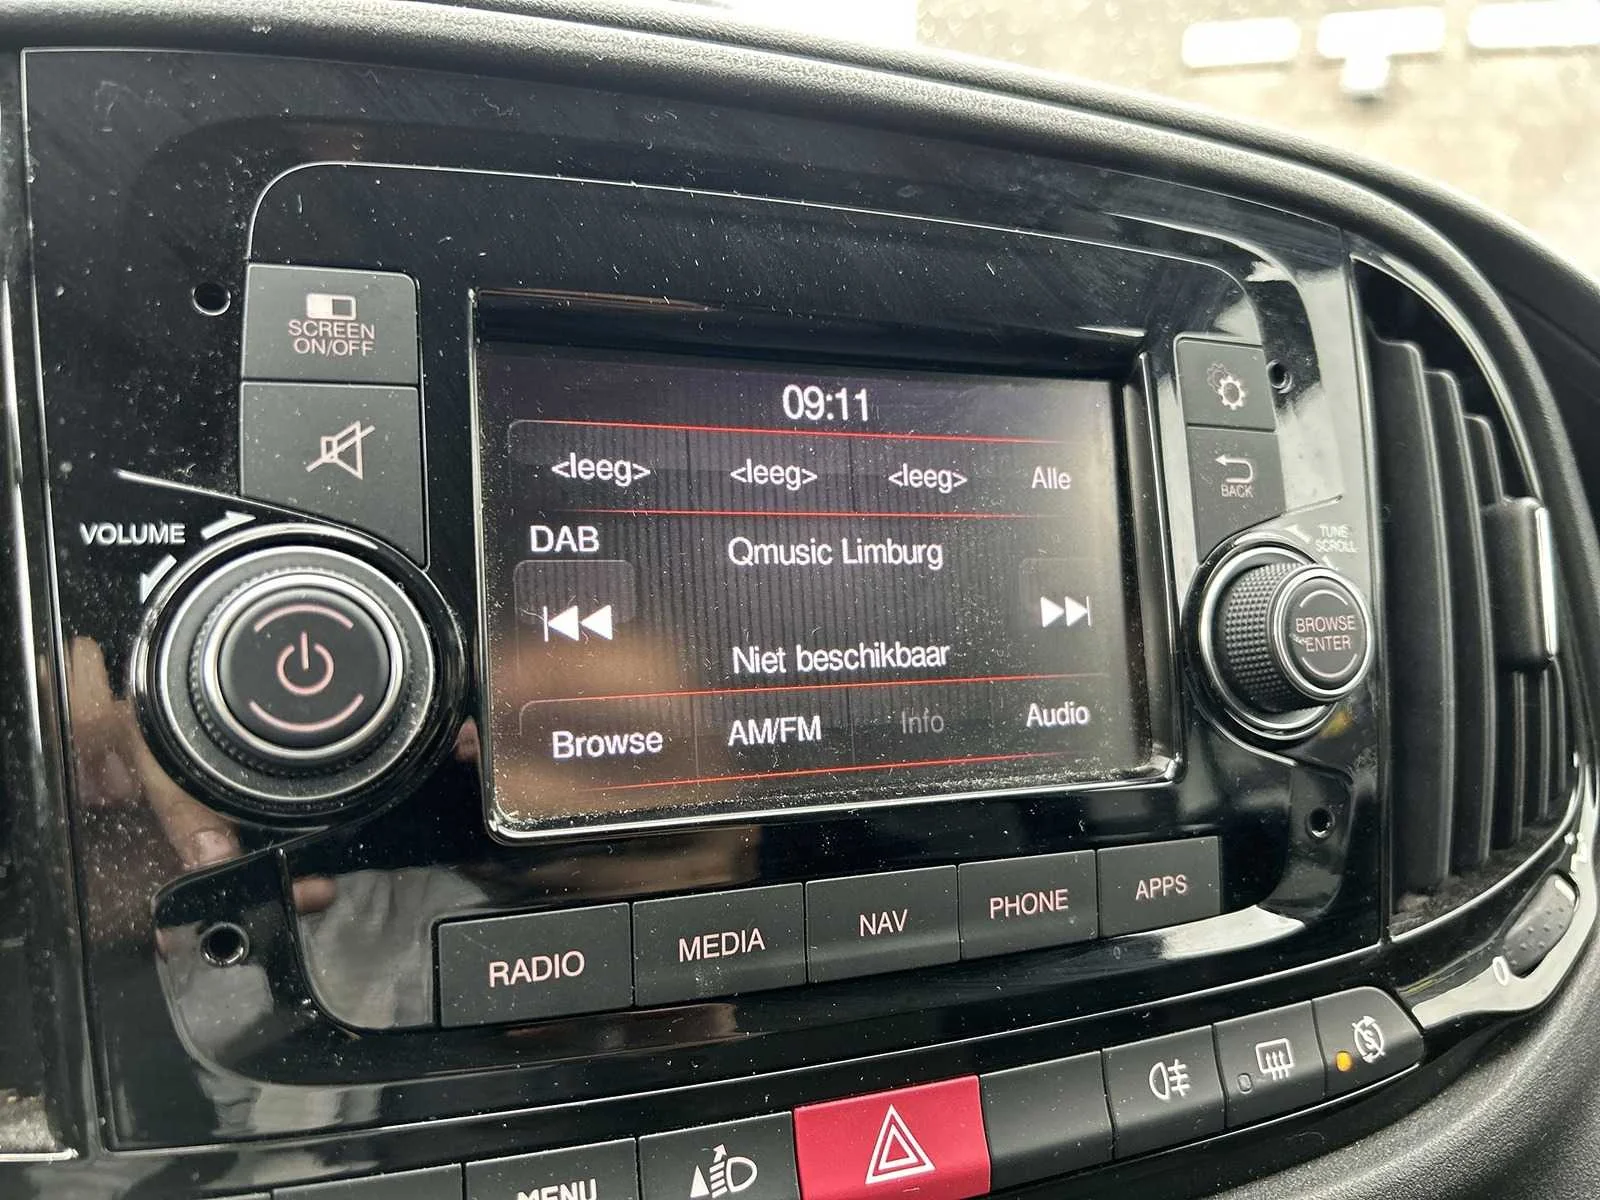 SCREEN
ON/OFF
VOLUME
09:11
<leeg> <leeg> <leeg> Alle
DAB
Qmusic Limburg
Niet beschikbaar
Browse AM/FM Info Audio
BACK
TUNE
SCROLL
BROWSE
ENTER
RADIO MEDIA NAV PHONE APPS
0
MENU